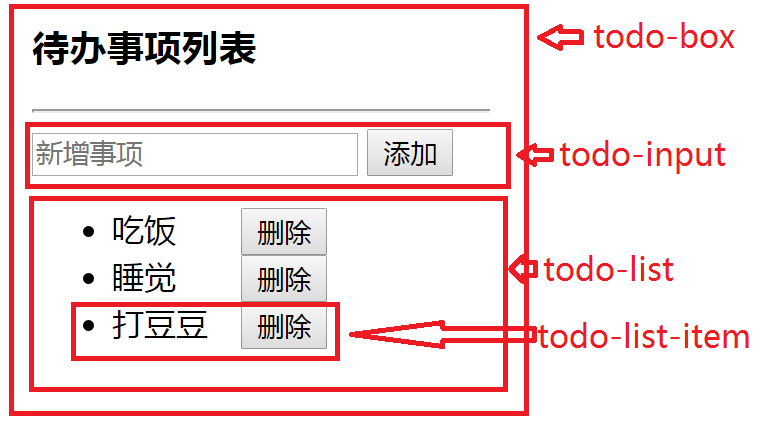 待办事项列表
todo-box
新增事项 添加
todo-input
吃饭 删除
睡觉 删除
todo-list
打豆豆 删除
todo-list-item